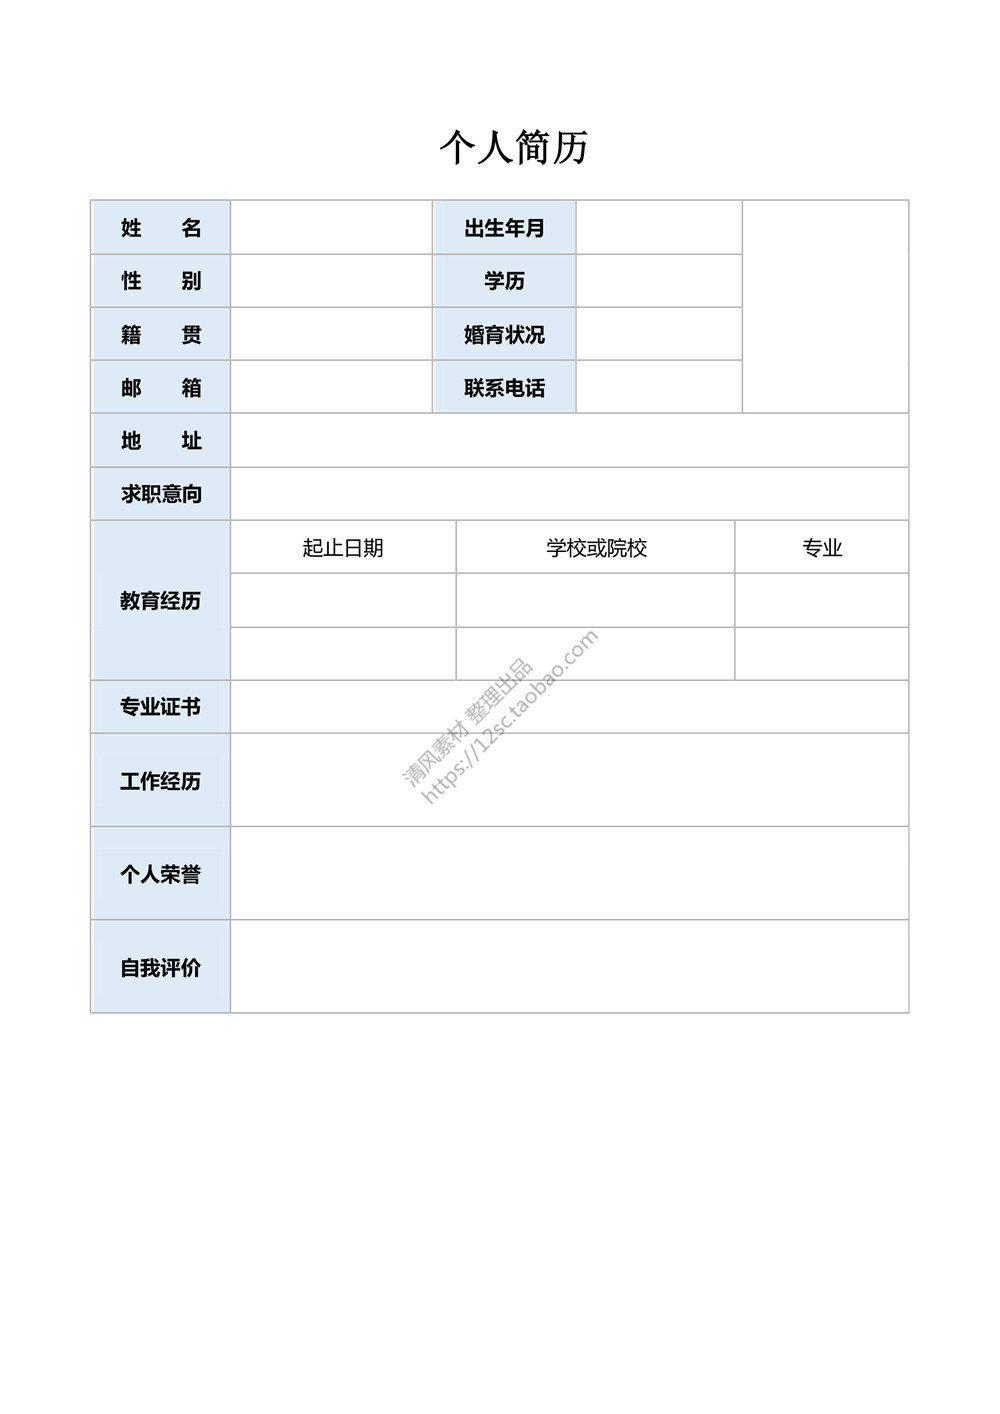 个人简历
姓 名 出生年月
性 别 学历
籍 贯 婚育状况
邮 箱 联系电话
地 址
求职意向
教育经历
起止日期 学校或院校 专业
专业证书
清风素材 整理出品
https://12sc.taobao.com
工作经历
个人荣誉
自我评价